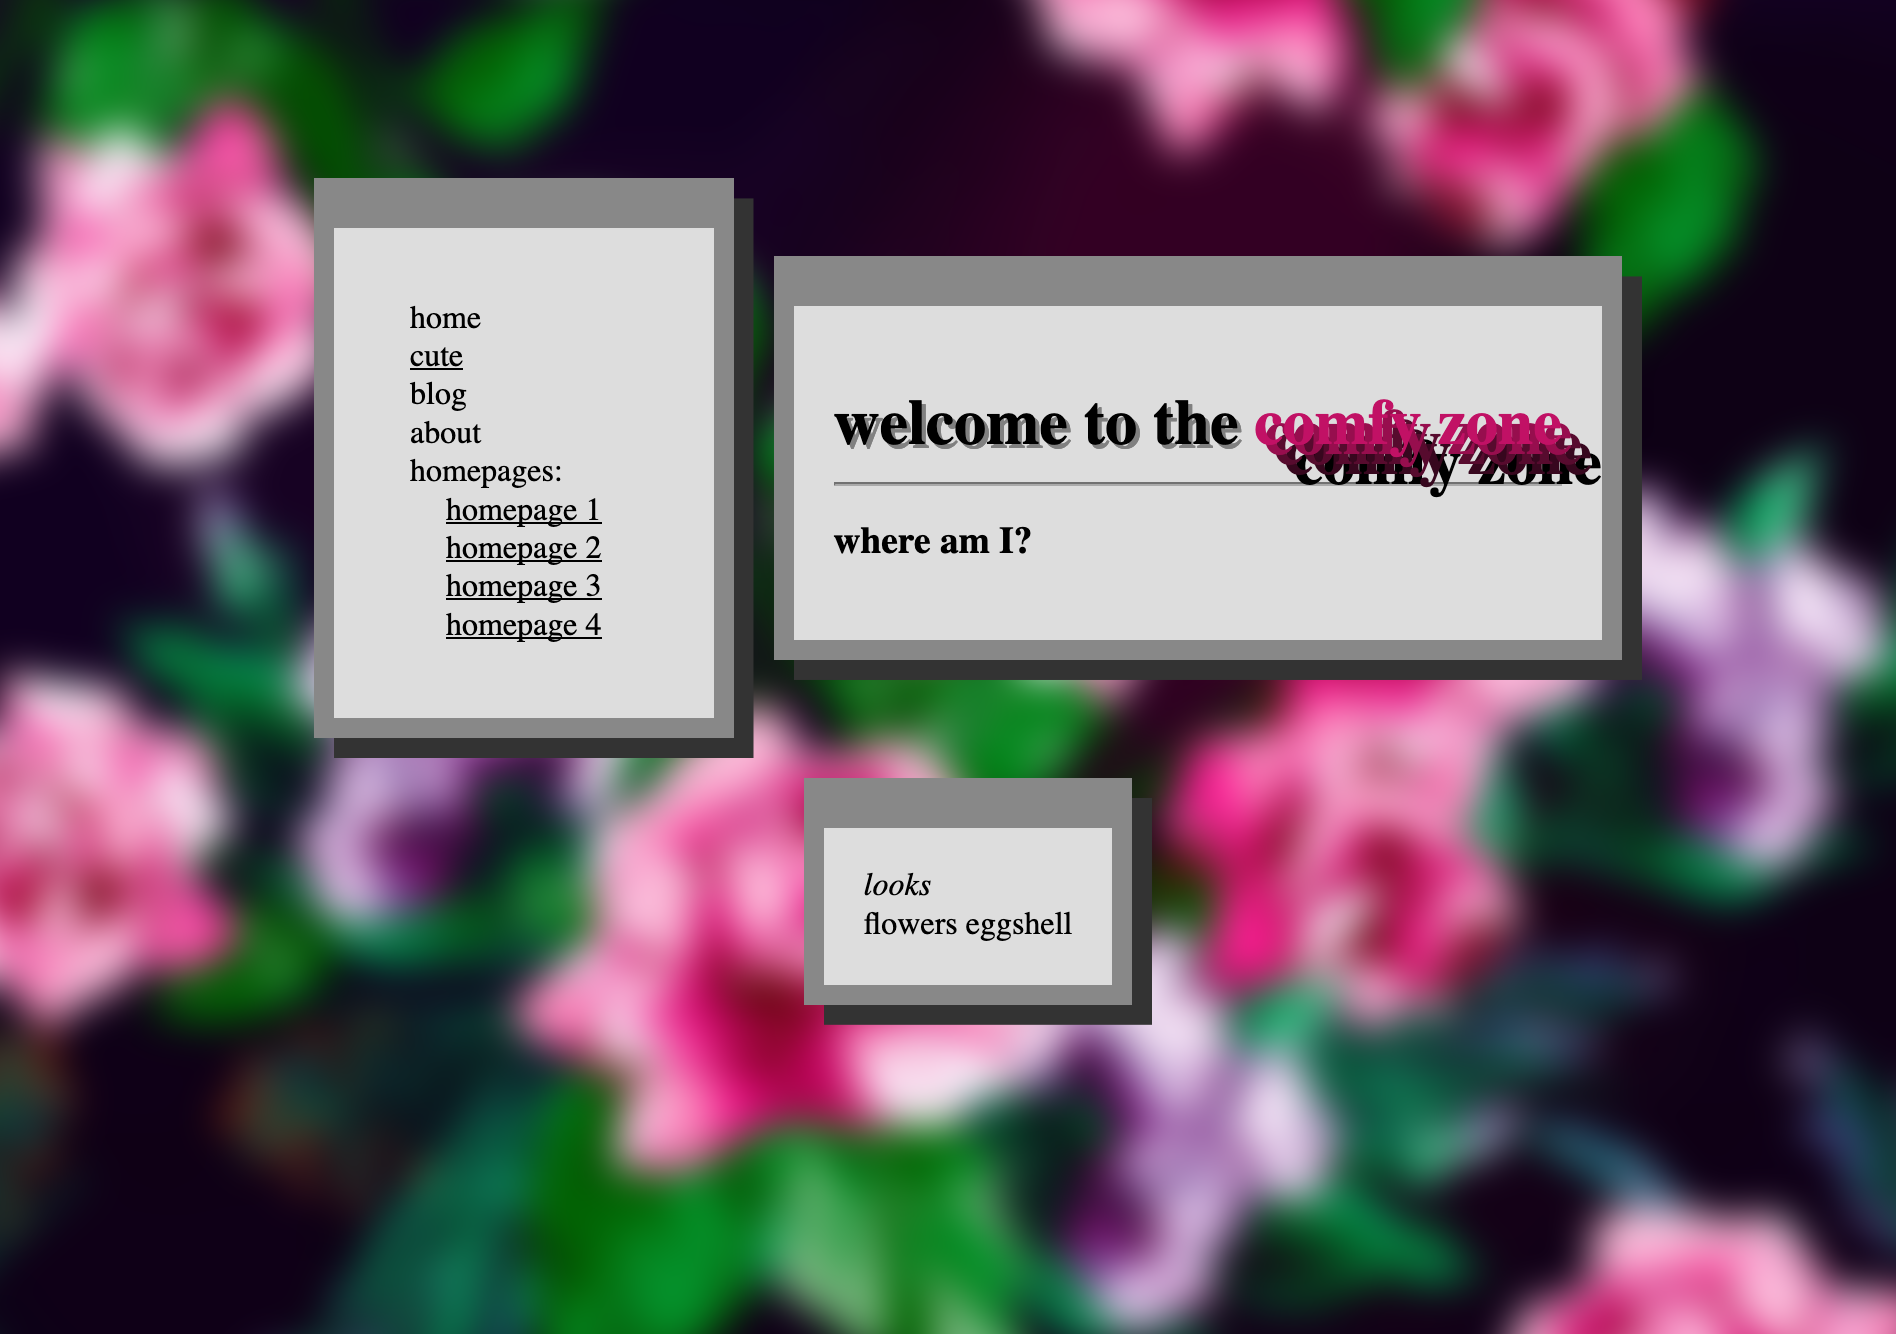 home
cute
blog
about
homepages:
homepage 1
homepage 2
homepage 3
homepage 4
welcome to the comfy zone
where am I?
looks
flowers eggshell